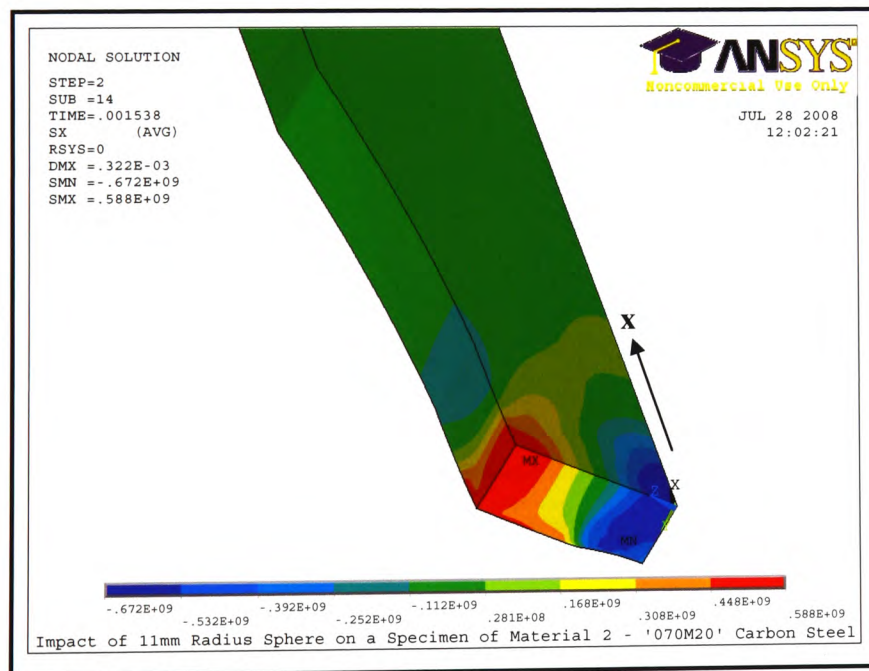 NODAL SOLUTION
STEP=2
SUB =14
TIME=.001538
SX (AVG)
RSYS=0
DMX =.322E-03
SMN =-.672E+09
SMX =.588E+09
ANSYS
Noncommercial Use Only
JUL 28 2008
12:02:21
X
MX
X
Z
MN
-.672E+09 -.392E+09 -.112E+09 .168E+09 .448E+09
-.532E+09 -.252E+09 .281E+08 .308E+09 .588E+09
Impact of 11mm Radius Sphere on a Specimen of Material 2 - '070M20' Carbon Steel